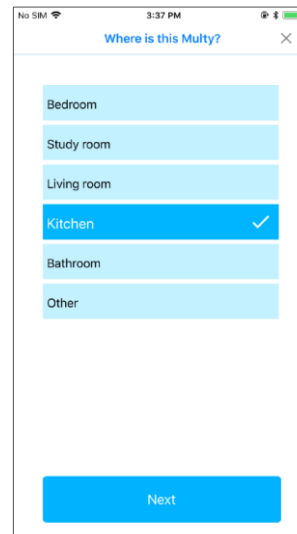 No SIM 3:37 PM
Where is this Multy?
Bedroom
Study room
Living room
Kitchen
Bathroom
Other
Next